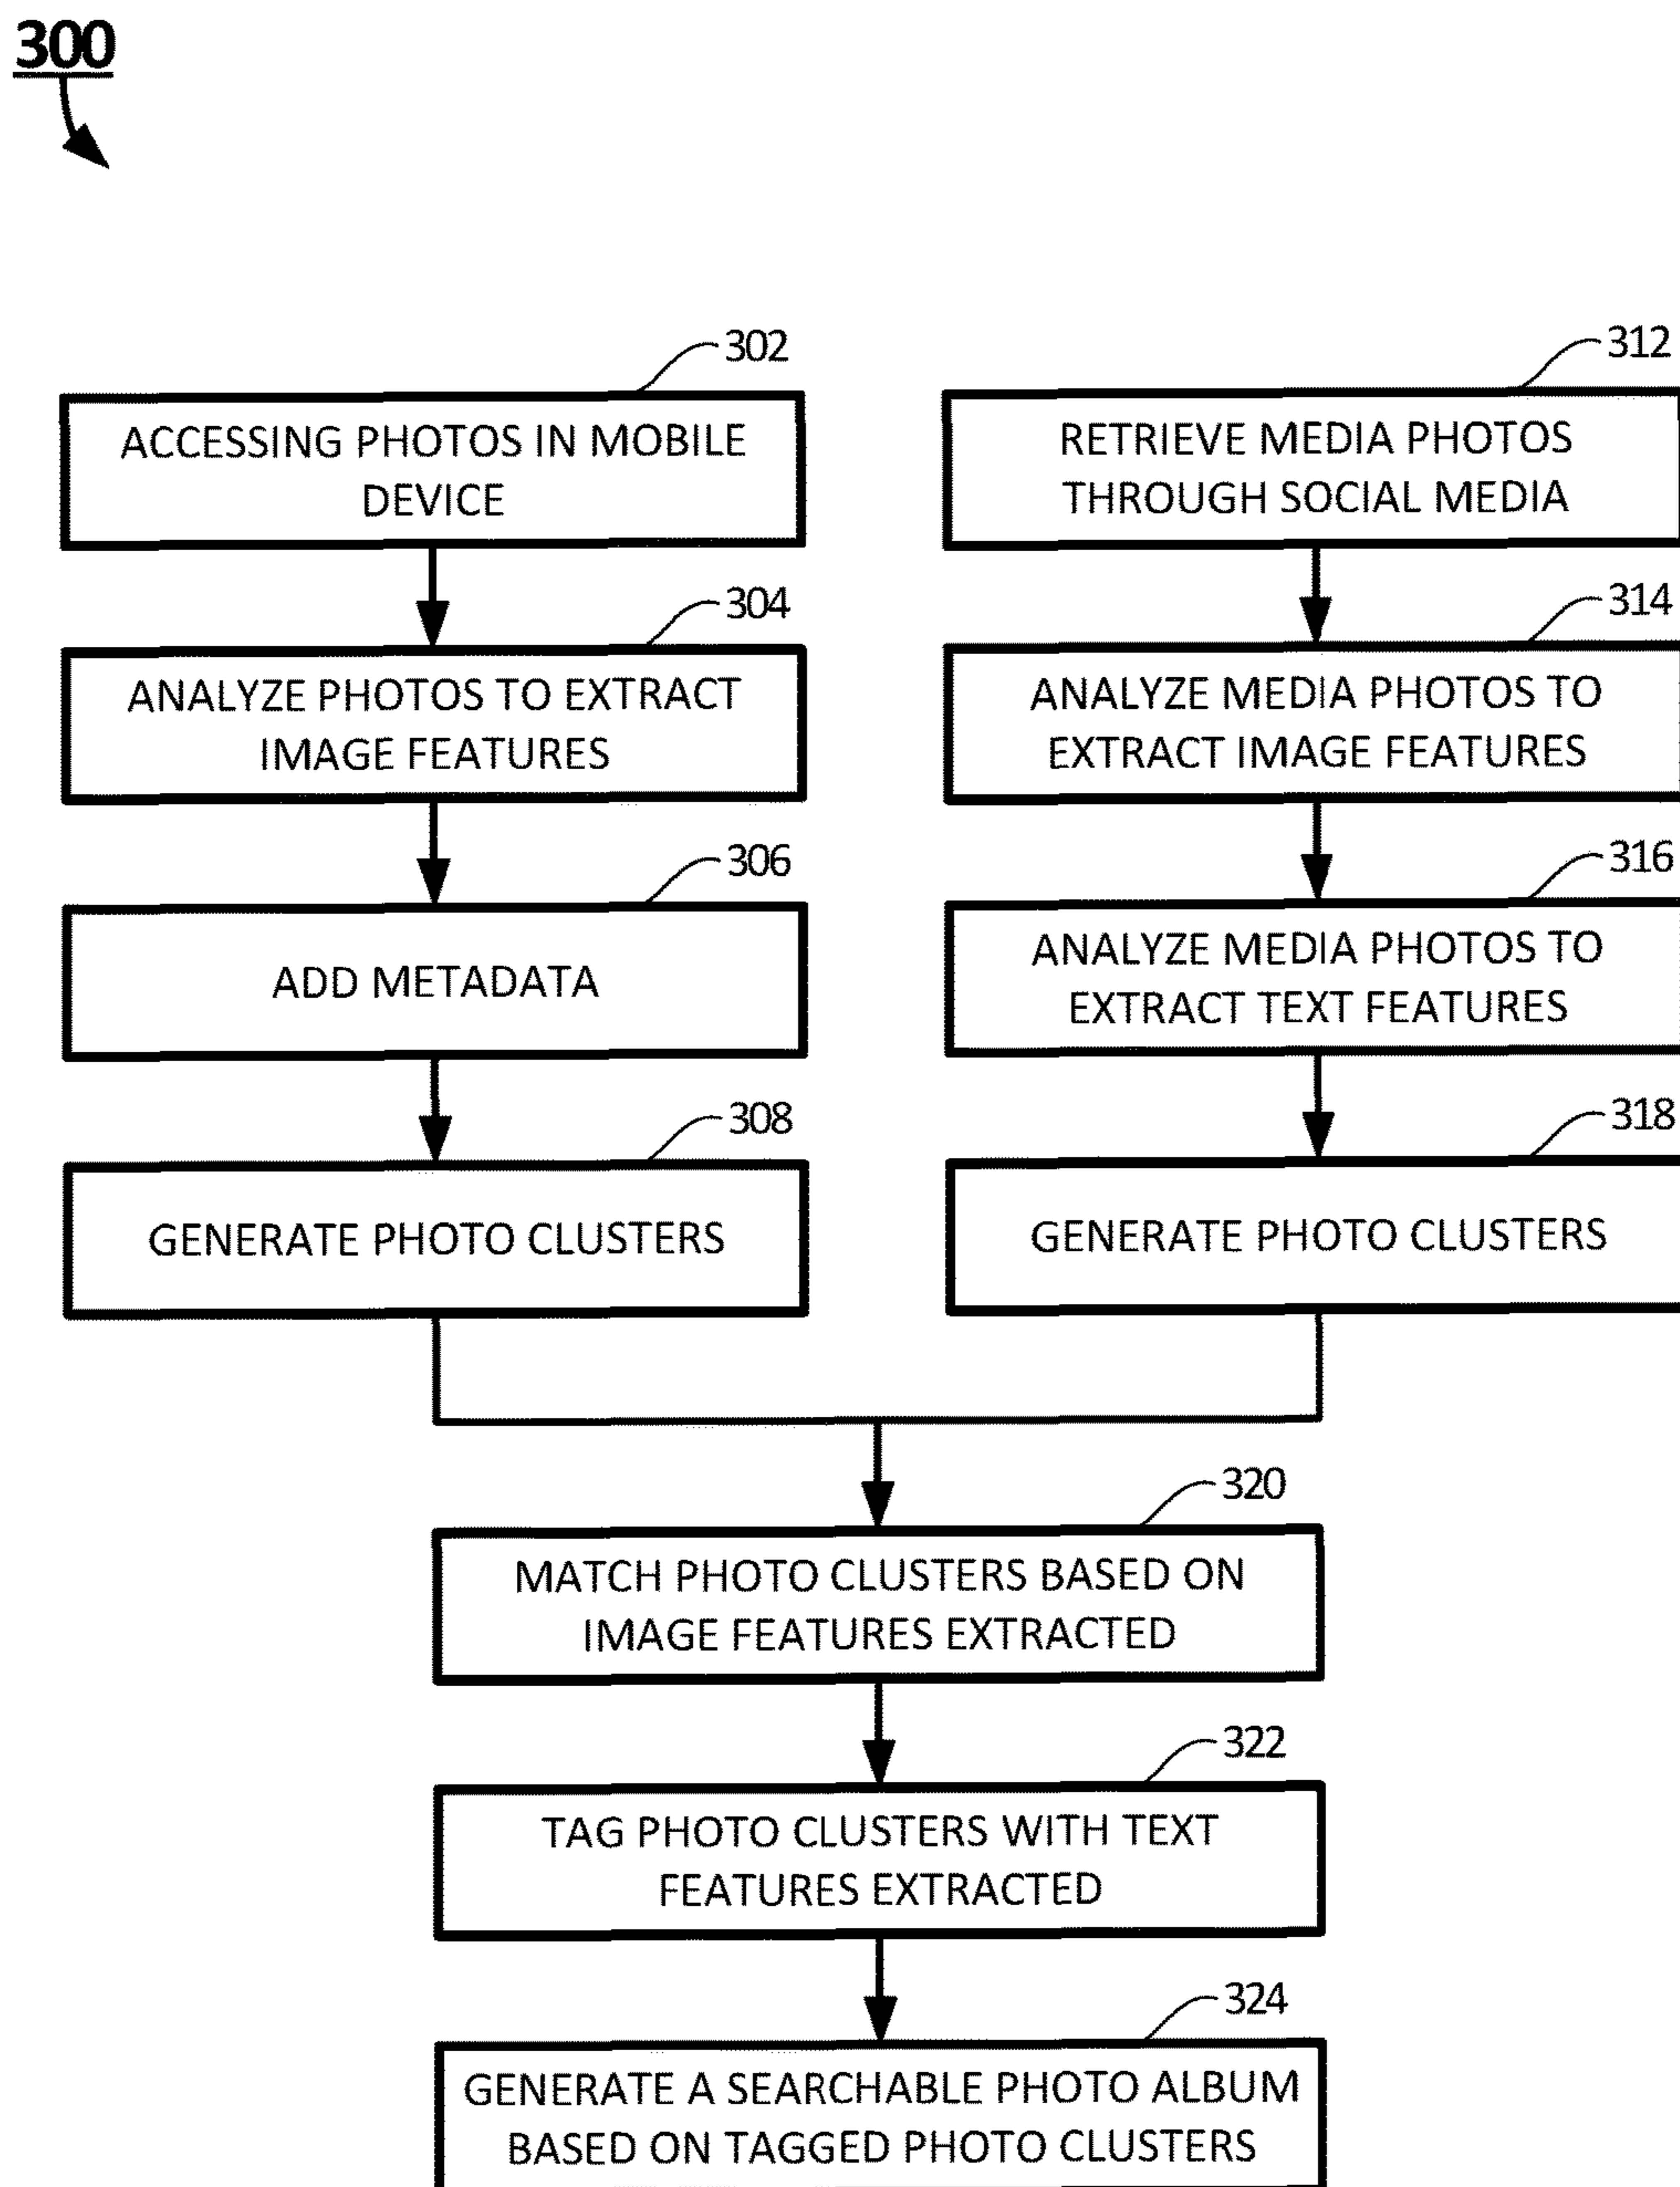 300
302
ACCESSING PHOTOS IN MOBILE
DEVICE
304
ANALYZE PHOTOS TO EXTRACT
IMAGE FEATURES
306
ADD METADATA
308
GENERATE PHOTO CLUSTERS
312
RETRIEVE MEDIA PHOTOS
THROUGH SOCIAL MEDIA
314
ANALYZE MEDIA PHOTOS TO
EXTRACT IMAGE FEATURES
316
ANALYZE MEDIA PHOTOS TO
EXTRACT TEXT FEATURES
318
GENERATE PHOTO CLUSTERS
320
MATCH PHOTO CLUSTERS BASED ON
IMAGE FEATURES EXTRACTED
322
TAG PHOTO CLUSTERS WITH TEXT
FEATURES EXTRACTED
324
GENERATE A SEARCHABLE PHOTO ALBUM
BASED ON TAGGED PHOTO CLUSTERS